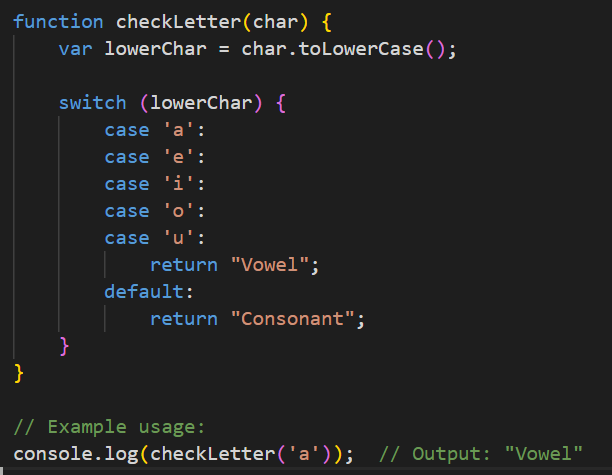 function checkLetter(char) {
    var lowerChar = char.toLowerCase();

    switch (lowerChar) {
        case 'a':
        case 'e':
        case 'i':
        case 'o':
        case 'u':
            return "Vowel";
        default:
            return "Consonant";
    }
}

// Example usage:
console.log(checkLetter('a'));  // Output: "Vowel"